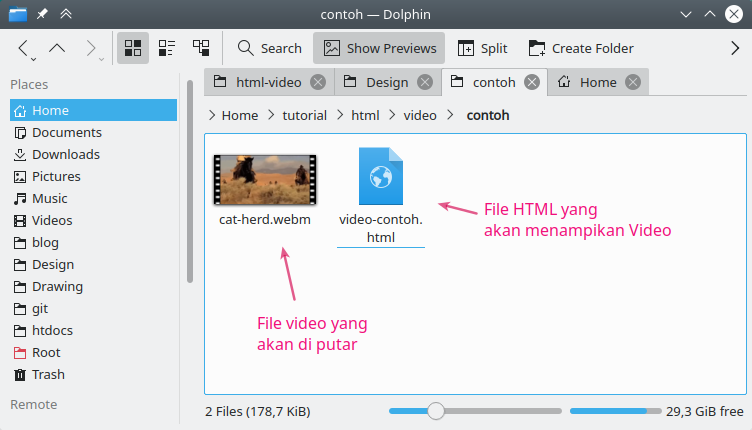 contoh — Dolphin
Search
Show Previews
Split
Create Folder
Places
Home
Documents
Downloads
Pictures
Music
Videos
blog
Design
Drawing
git
htdocs
Root
Trash
Remote
html-video
Design
contoh
Home
Home
tutorial
html
video
contoh
cat-herd.webm
video-contoh.
html
File HTML yang
akan menampikan Video
File video yang
akan di putar
2 Files (178,7 KiB)
29,3 GiB free